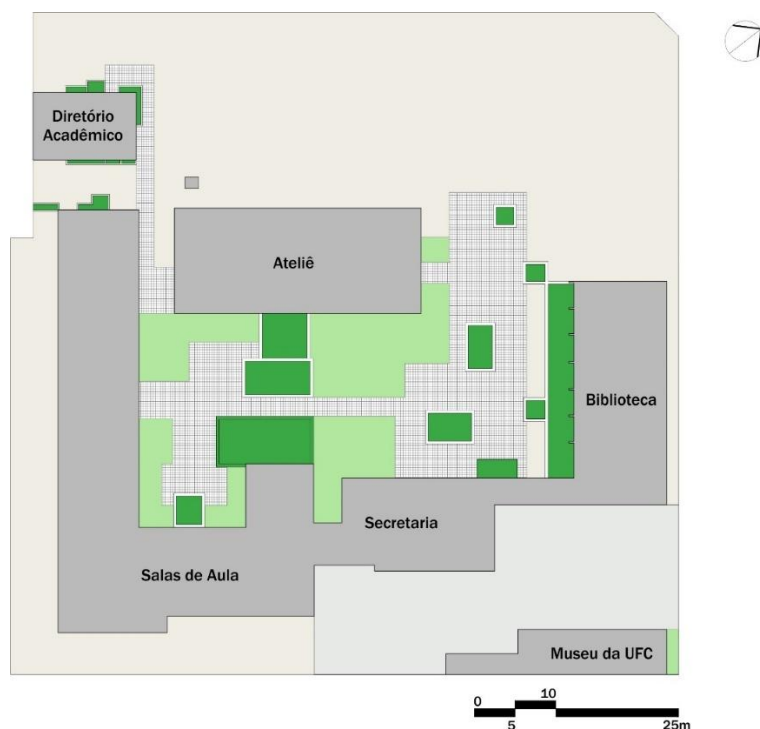 Diretório
Acadêmico
Ateliê
Biblioteca
Secretaria
Salas de Aula
Museu da UFC
0 10
5 25m